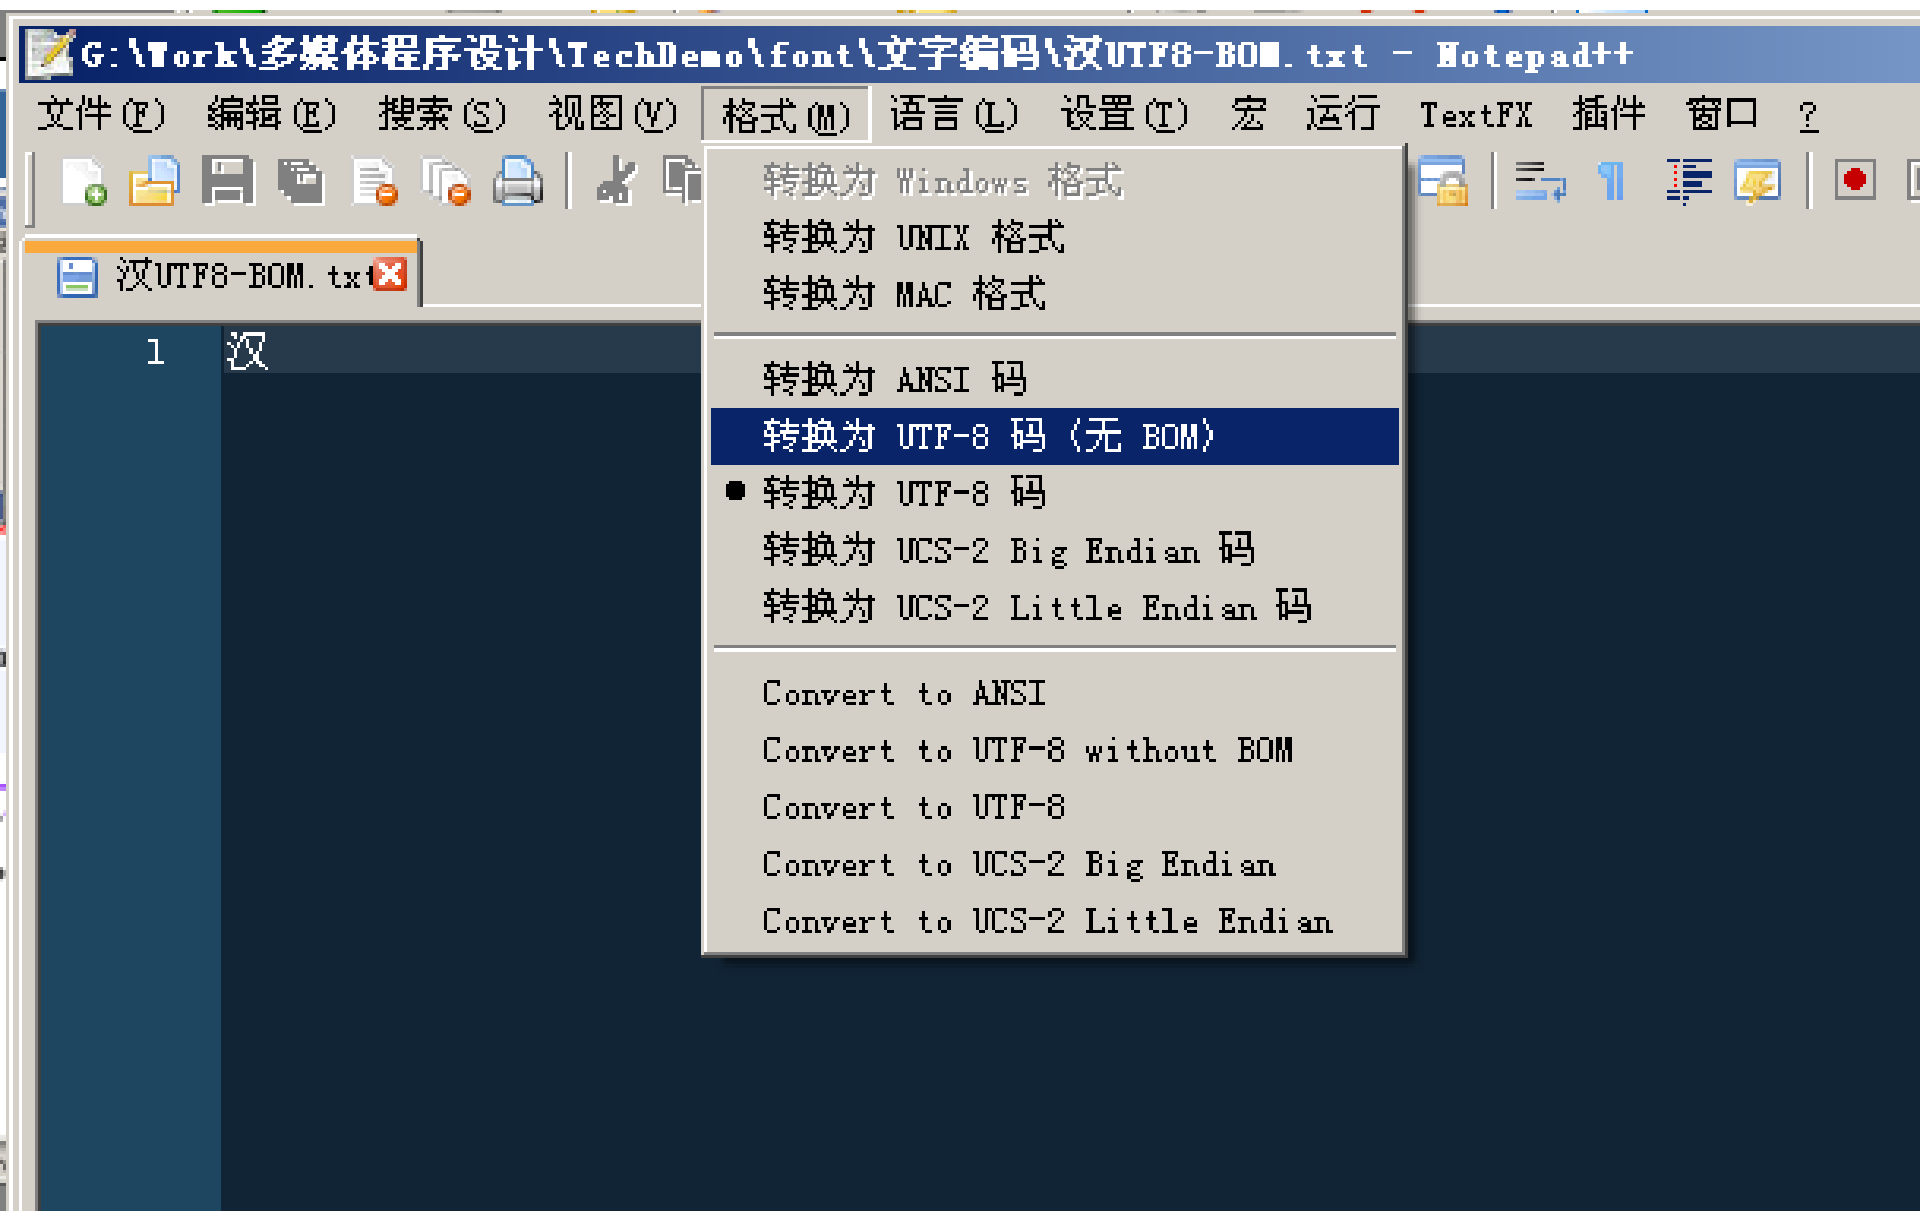 G:\Work\多媒体程序设计\TechDemo\font\文字编码\汉UTF8-BOM.txt - Notepad++
文件(F) 编辑(E) 搜索(S) 视图(V) 格式(M) 语言(L) 设置(T) 宏 运行 TextFX 插件 窗口 ?
汉UTF8-BOM.txt
1 汉
转换为 Windows 格式
转换为 UNIX 格式
转换为 MAC 格式
转换为 ANSI 码
转换为 UTF-8 码 (无 BOM)
转换为 UTF-8 码
转换为 UCS-2 Big Endian 码
转换为 UCS-2 Little Endian 码
Convert to ANSI
Convert to UTF-8 without BOM
Convert to UTF-8
Convert to UCS-2 Big Endian
Convert to UCS-2 Little Endian